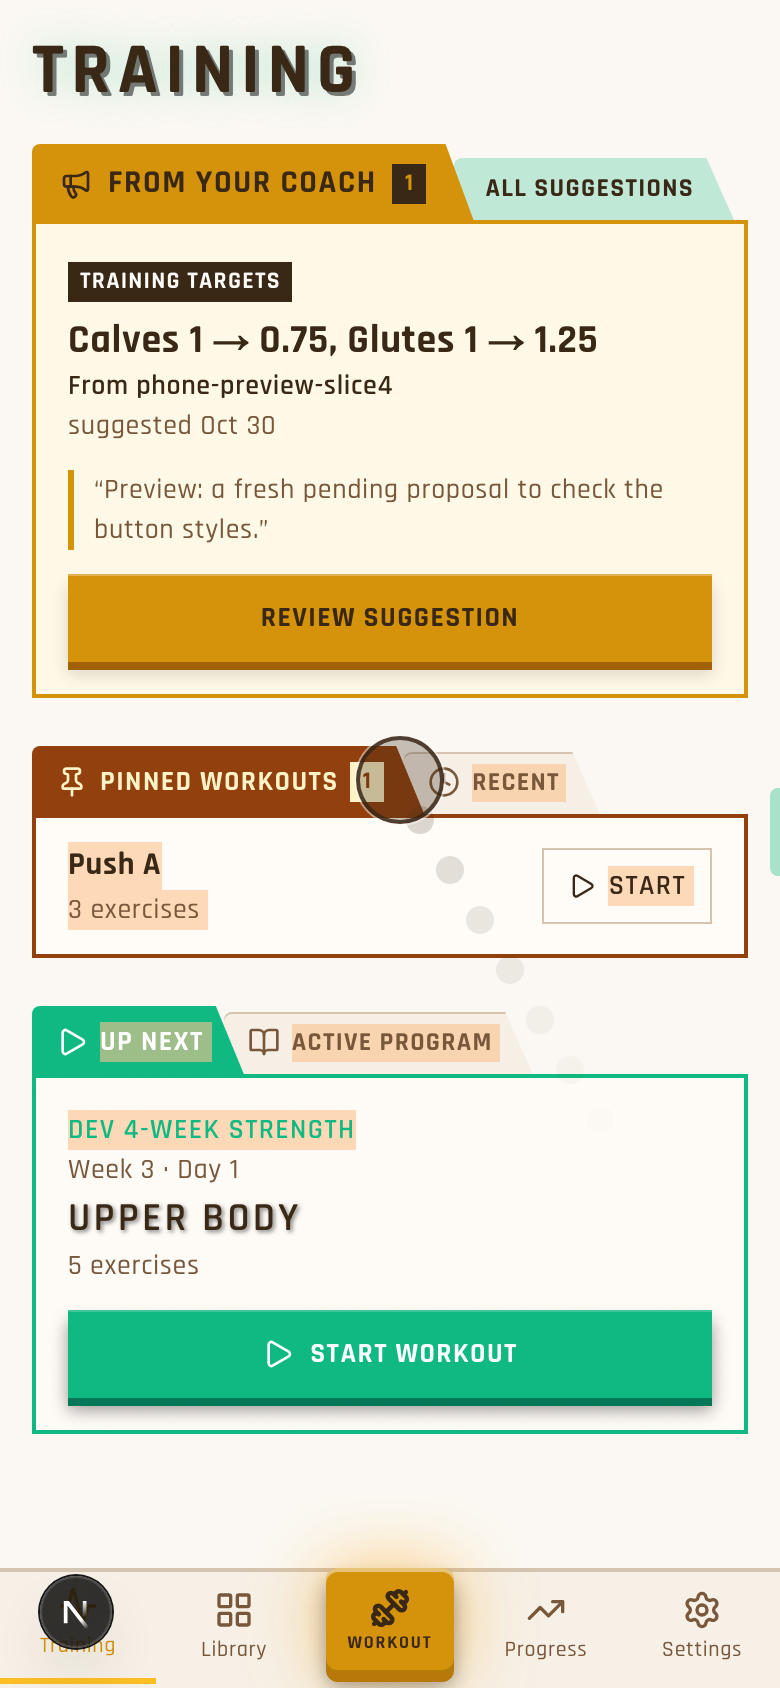 TRAINING
FROM YOUR COACH 1
ALL SUGGESTIONS
TRAINING TARGETS
Calves 1 → 0.75, Glutes 1 → 1.25
From phone-preview-slice4
suggested Oct 30
“Preview: a fresh pending proposal to check the
button styles.”
REVIEW SUGGESTION
PINNED WORKOUTS 1
RECENT
Push A
3 exercises
START
UP NEXT
ACTIVE PROGRAM
DEV 4-WEEK STRENGTH
Week 3 · Day 1
UPPER BODY
5 exercises
START WORKOUT
N
Training
Library
WORKOUT
Progress
Settings